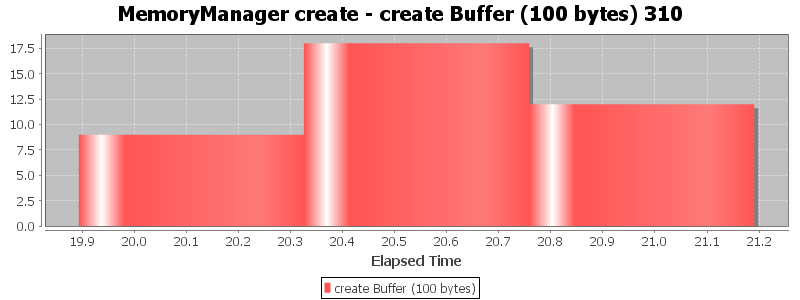 MemoryManager create - create Buffer (100 bytes) 310
17.5
15.0
12.5
10.0
7.5
5.0
2.5
0.0
19.9 20.0 20.1 20.2 20.3 20.4 20.5 20.6 20.7 20.8 20.9 21.0 21.1 21.2
Elapsed Time
create Buffer (100 bytes)